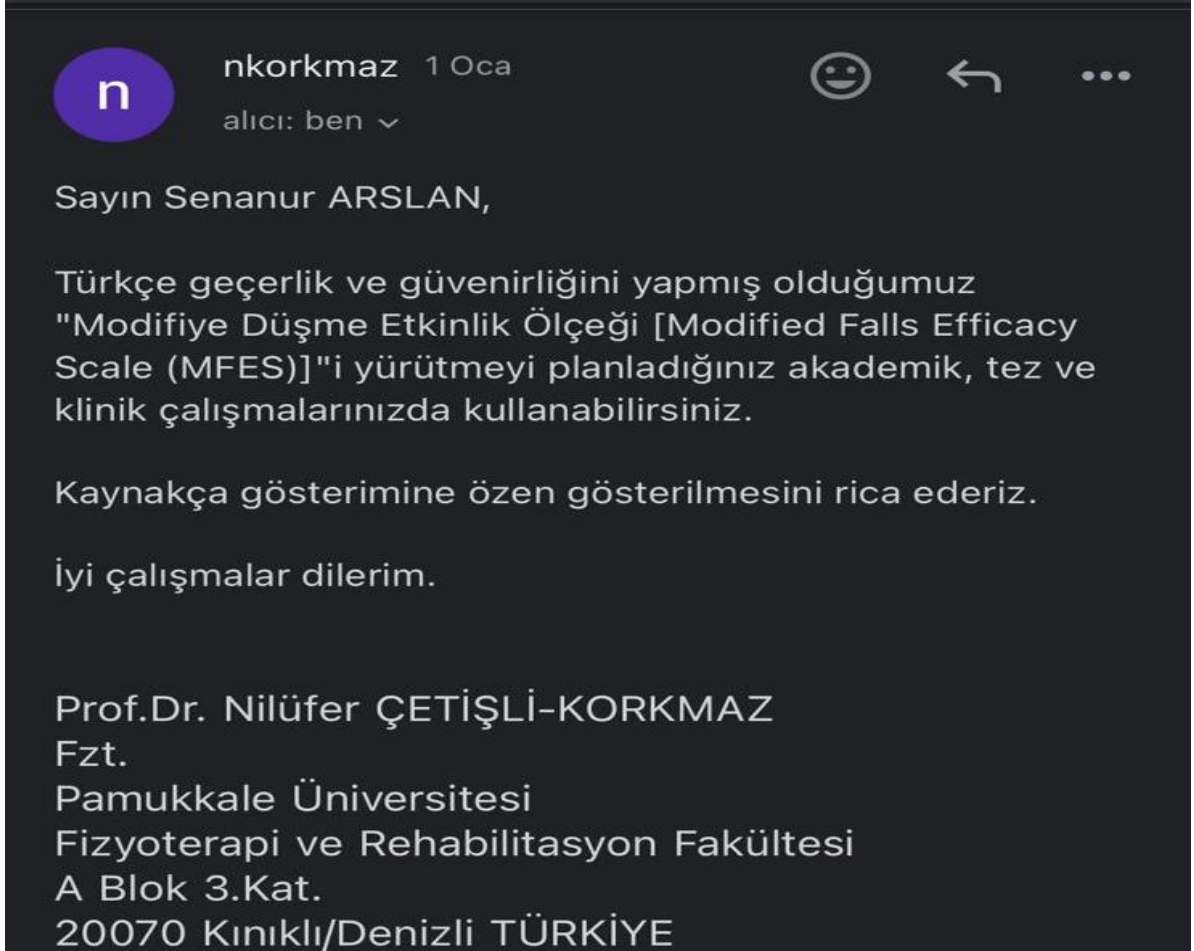 n
nkorkmaz 1 Oca
alıcı: ben
Sayın Senanur ARSLAN,
Türkçe geçerlik ve güvenirliğini yapmış olduğumuz
"Modifiye Düşme Etkinlik Ölçeği [Modified Falls Efficacy
Scale (MFES)]"i yürütmeyi planladığınız akademik, tez ve
klinik çalışmalarınızda kullanabilirsiniz.
Kaynakça gösterimine özen gösterilmesini rica ederiz.
İyi çalışmalar dilerim.
Prof.Dr. Nilüfer ÇETİŞLİ-KORKMAZ
Fzt.
Pamukkale Üniversitesi
Fizyoterapi ve Rehabilitasyon Fakültesi
A Blok 3.Kat.
20070 Kınıklı/Denizli TÜRKİYE